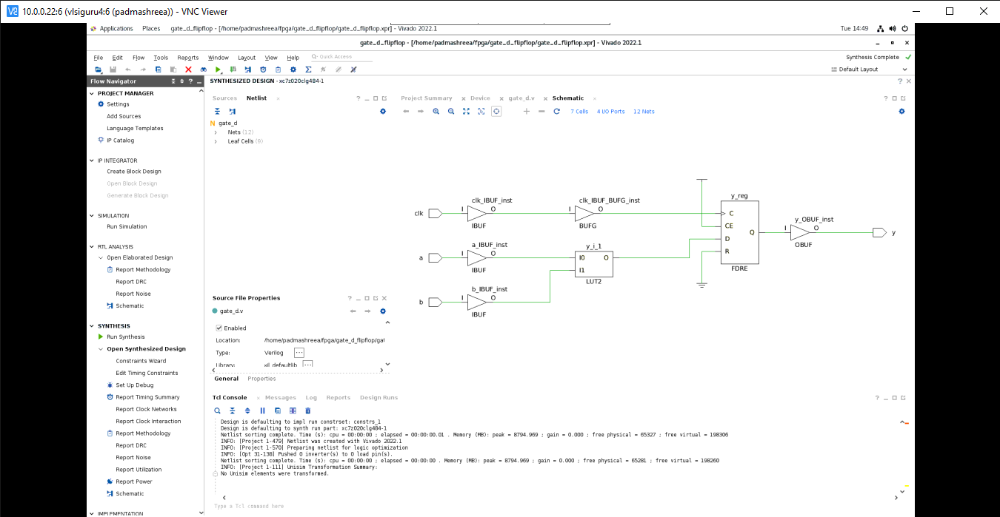 10.0.0.22:6 (vlsiguru4:6 (padmashreea)) - VNC Viewer
Applications Places gate_d_flipflop - [/home/padmashreea/fpga/gate_d_flipflop/gate_d_flipflop.xpr] - Vivado 2022.1 Tue 14:49
gate_d_flipflop - [/home/padmashreea/fpga/gate_d_flipflop/gate_d_flipflop.xpr] - Vivado 2022.1
File Edit Flow Tools Reports Window Layout View Help Quick Access Synthesis Complete
Default Layout
Flow Navigator
PROJECT MANAGER
Settings
Add Sources
Language Templates
IP Catalog
IP INTEGRATOR
Create Block Design
Open Block Design
Generate Block Design
SIMULATION
Run Simulation
RTL ANALYSIS
Open Elaborated Design
Report Methodology
Report DRC
Report Noise
Schematic
SYNTHESIS
Run Synthesis
Open Synthesized Design
Constraints Wizard
Edit Timing Constraints
Set Up Debug
Report Timing Summary
Report Clock Networks
Report Clock Interaction
Report Methodology
Report DRC
Report Noise
Report Utilization
Report Power
Schematic
IMPLEMENTATION
SYNTHESIZED DESIGN - xc7z020clg484-1
Sources Netlist
N gate_d
Nets (12)
Leaf Cells (9)
Source File Properties
gate_d.v
Enabled
Location: /home/padmashreea/fpga/gate_d_flipflop/gat
Type: Verilog
Library: xil_defaultlib
General Properties
Project Summary Device gate_d.v Schematic
7 Cells 4 I/O Ports 12 Nets
clk_IBUF_inst clk_IBUF_BUFG_inst y_reg
clk I O I O C
IBUF BUFG CE
y_OBUF_inst
a_IBUF_inst y_i_1 D Q I O y
a I O I0 O R OBUF
IBUF I1 FDRE
LUT2
b_IBUF_inst
b I O
IBUF
Tcl Console Messages Log Reports Design Runs
Design is defaulting to impl run constrset: constrs_1
Design is defaulting to synth run part: xc7z020clg484-1
Netlist sorting complete. Time (s): cpu = 00:00:00 ; elapsed = 00:00:00.01 . Memory (MB): peak = 8794.969 ; gain = 0.000 ; free physical = 65327 ; free virtual = 198306
INFO: [Project 1-479] Netlist was created with Vivado 2022.1
INFO: [Project 1-570] Preparing netlist for logic optimization
INFO: [Opt 31-138] Pushed 0 inverter(s) to 0 load pin(s).
Netlist sorting complete. Time (s): cpu = 00:00:00 ; elapsed = 00:00:00 . Memory (MB): peak = 8794.969 ; gain = 0.000 ; free physical = 65281 ; free virtual = 198260
INFO: [Project 1-111] Unisim Transformation Summary:
No Unisim elements were transformed.
Type a Tcl command here